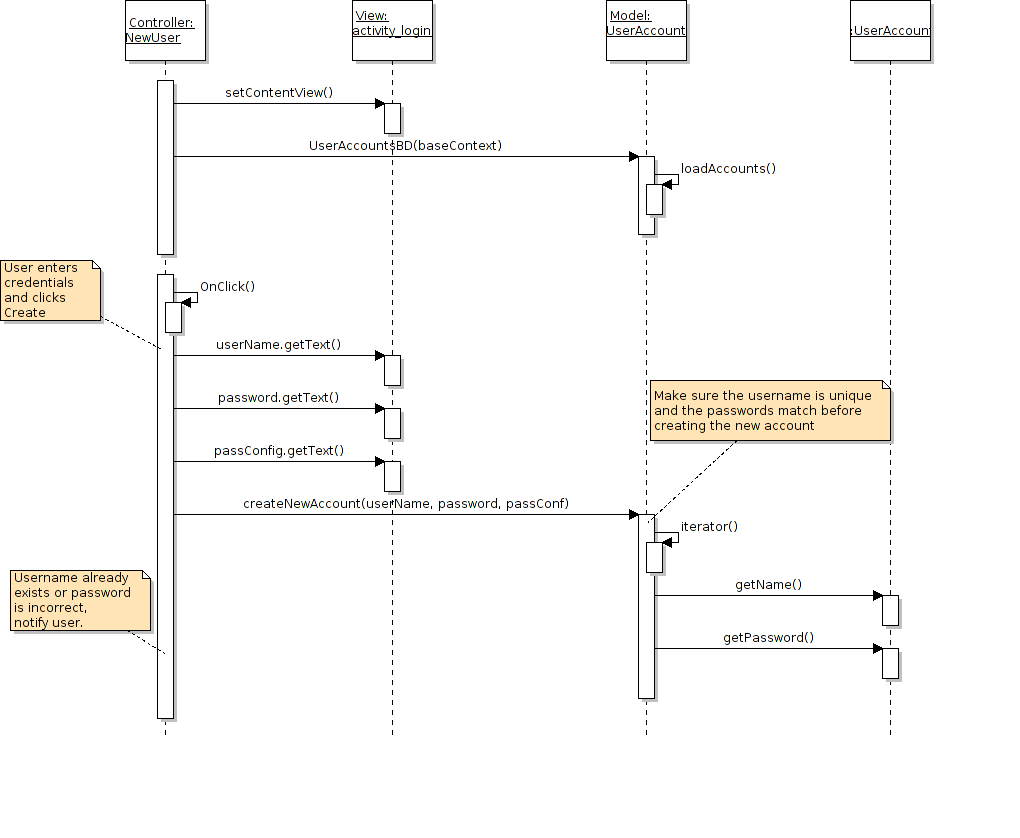 Controller:
NewUser
View:
activity_login
Model:
UserAccount
:UserAccount
setContentView()
UserAccountsBD(baseContext)
loadAccounts()
User enters
credentials
and clicks
Create
OnClick()
userName.getText()
password.getText()
Make sure the username is unique
and the passwords match before
creating the new account
passConfig.getText()
createNewAccount(userName, password, passConf)
iterator()
Username already
exists or password
is incorrect,
notify user.
getName()
getPassword()